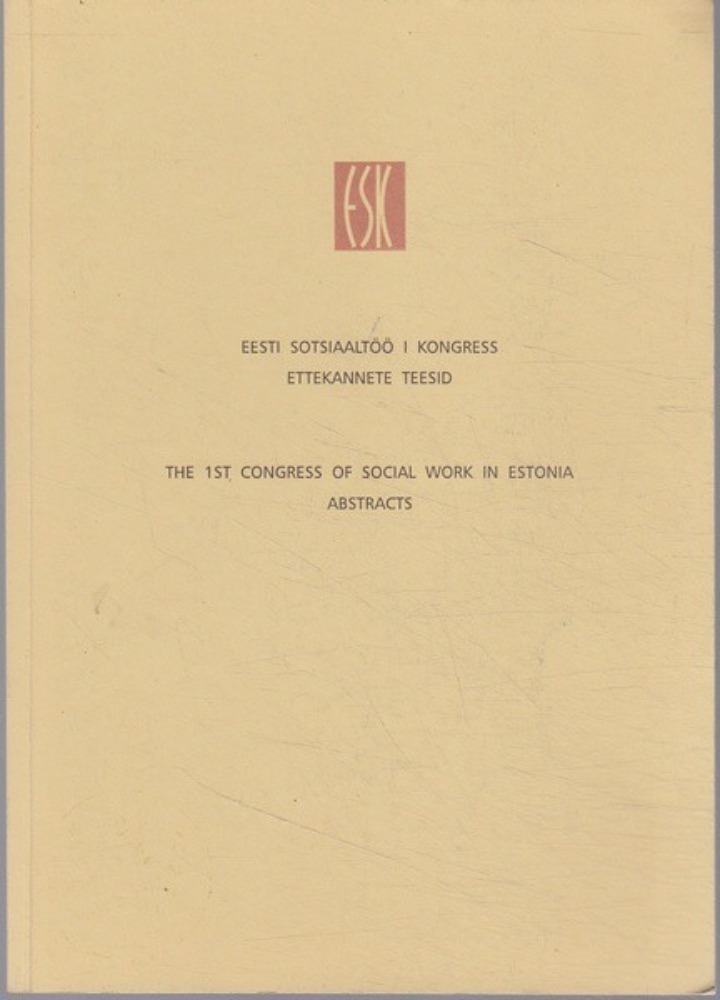 ESK
EESTI SOTSIAALTÖÖ I KONGRESS
ETTEKANNETE TEESID
THE 1ST CONGRESS OF SOCIAL WORK IN ESTONIA
ABSTRACTS